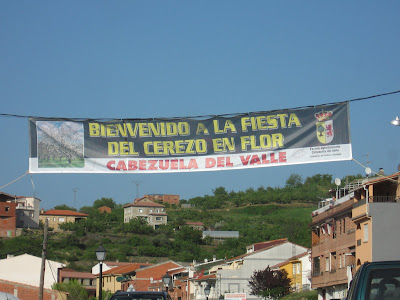 BIENVENIDO A LA FIESTA
DEL CEREZO EN FLOR
CABEZUELA DEL VALLE